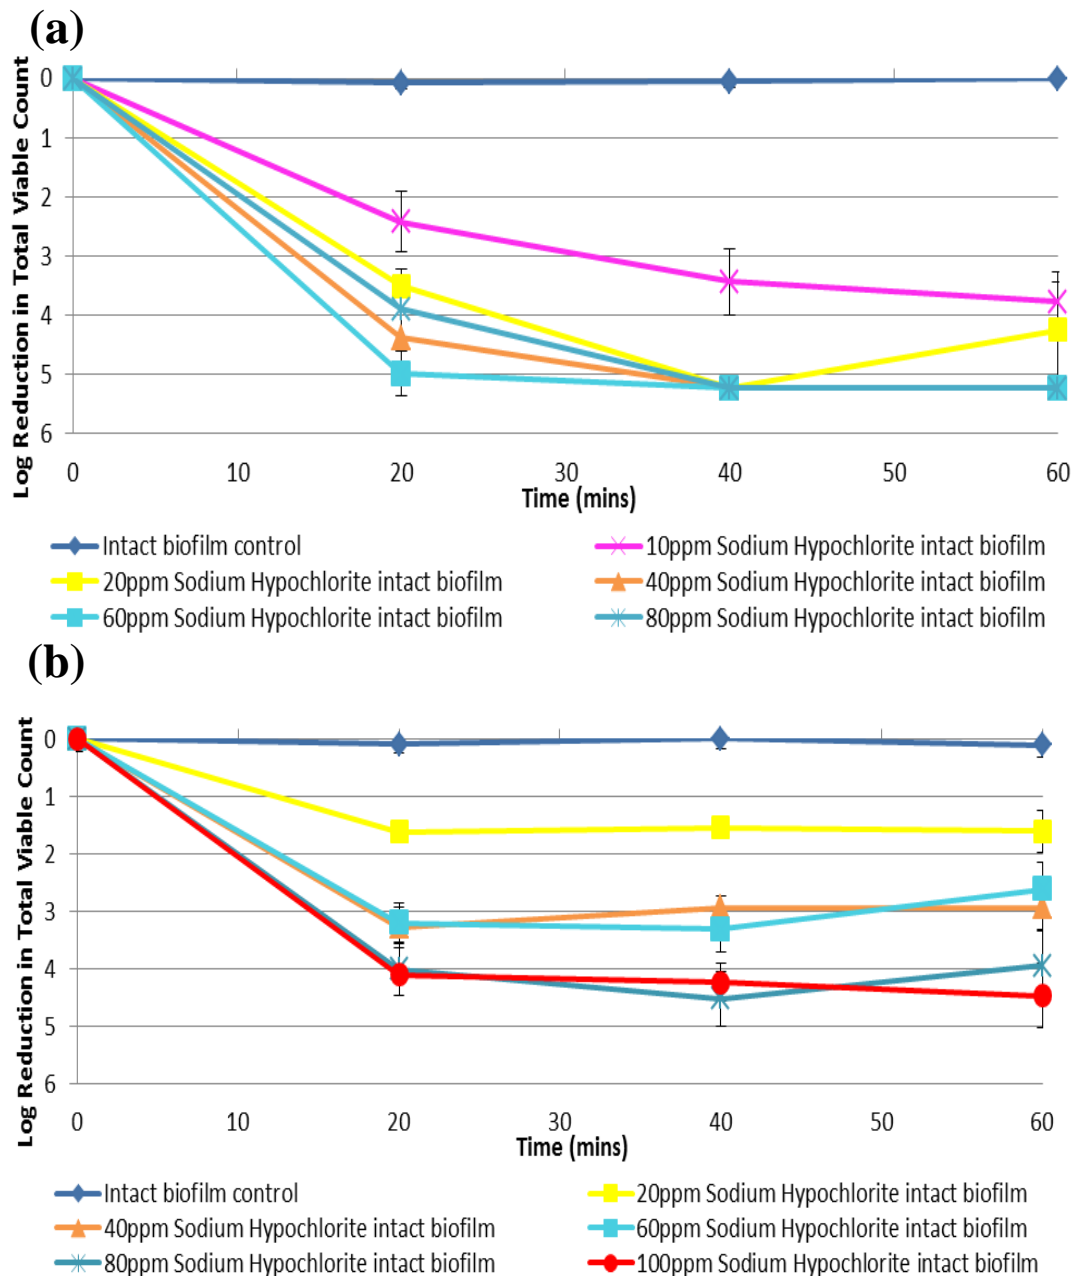 (a)
Log Reduction in Total Viable Count
0
1
2
3
4
5
6
0 10 20 30 40 50 60
Time (mins)
Intact biofilm control 10ppm Sodium Hypochlorite intact biofilm
20ppm Sodium Hypochlorite intact biofilm 40ppm Sodium Hypochlorite intact biofilm
60ppm Sodium Hypochlorite intact biofilm 80ppm Sodium Hypochlorite intact biofilm
(b)
Log Reduction in Total Viable Count
0
1
2
3
4
5
6
0 10 20 30 40 50 60
Time (mins)
Intact biofilm control 20ppm Sodium Hypochlorite intact biofilm
40ppm Sodium Hypochlorite intact biofilm 60ppm Sodium Hypochlorite intact biofilm
80ppm Sodium Hypochlorite intact biofilm 100ppm Sodium Hypochlorite intact biofilm